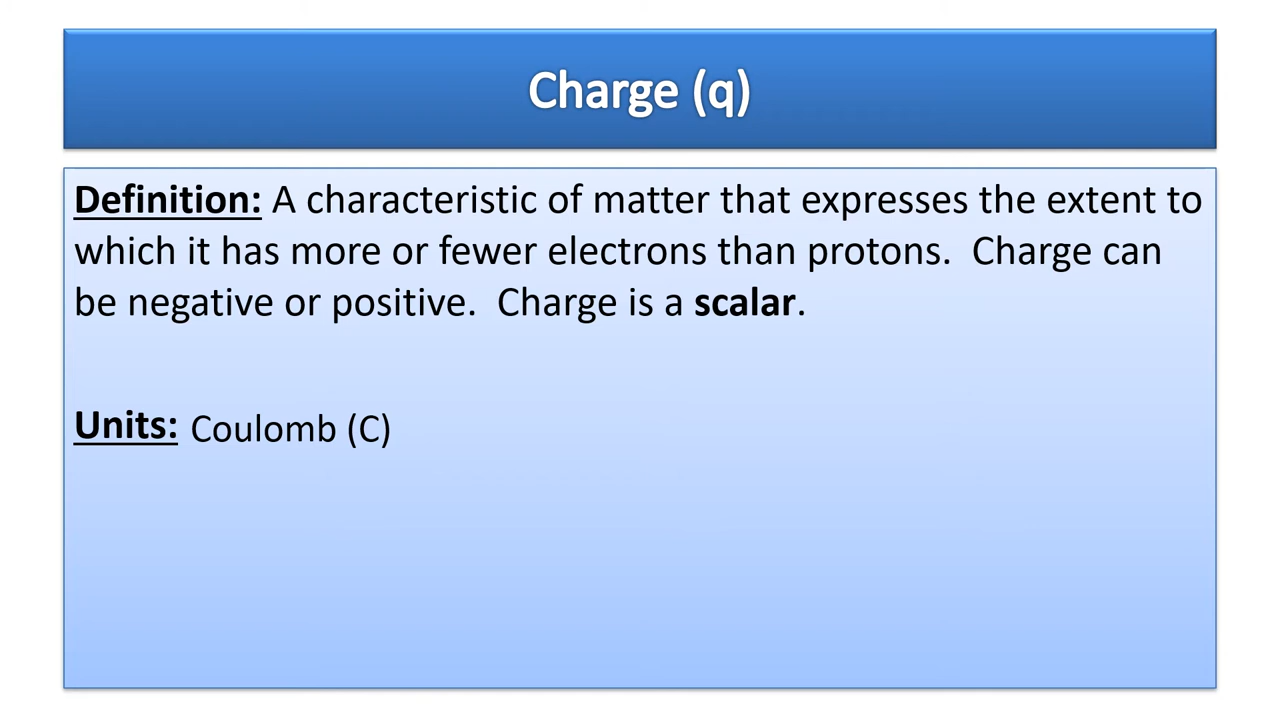 Charge (q)
Definition: A characteristic of matter that expresses the extent to
which it has more or fewer electrons than protons.  Charge can
be negative or positive.  Charge is a scalar.
Units: Coulomb (C)